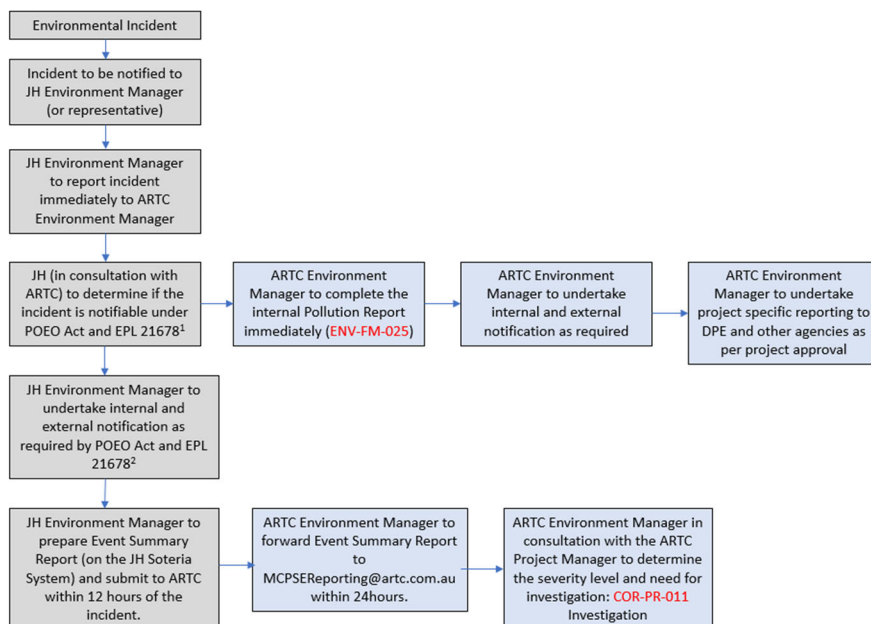 Environmental Incident
Incident to be notified to
JH Environment Manager
(or representative)
JH Environment Manager
to report incident
immediately to ARTC
Environment Manager
JH (in consultation with
ARTC) to determine if the
incident is notifiable under
POEO Act and EPL 21678¹
ARTC Environment
Manager to complete the
internal Pollution Report
immediately (ENV-FM-025)
ARTC Environment
Manager to undertake
internal and external
notification as required
ARTC Environment
Manager to undertake
project specific reporting to
DPE and other agencies as
per project approval
JH Environment Manager to
undertake internal and
external notification as
required by POEO Act and EPL
21678²
JH Event Manager to
prepare Event Summary
Report (on the JH Soteria
System) and submit to ARTC
within 12 hours of the
incident.
ARTC Environment Manager to
forward Event Summary Report
to
MCPSEReporting@artc.com.au
within 24hours.
ARTC Environment Manager in
consultation with the ARTC
Project Manager to determine
the severity level and need for
investigation: COR-PR-011
Investigation